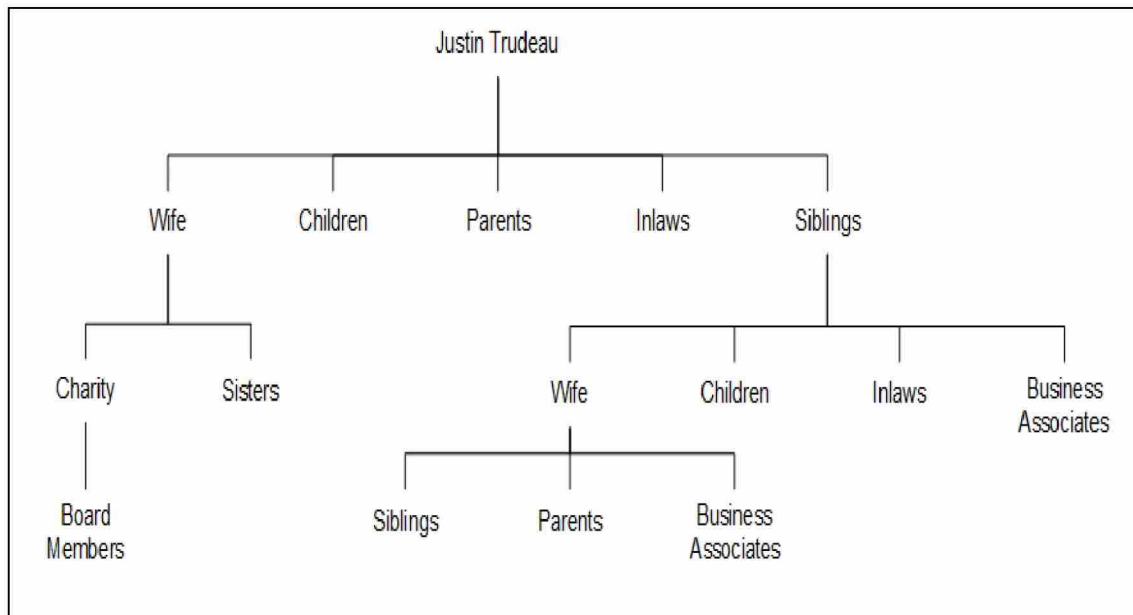 Justin Trudeau
Wife
Children
Parents
Inlaws
Siblings
Charity
Sisters
Wife
Children
Inlaws
Business
Associates
Board
Members
Siblings
Parents
Business
Associates